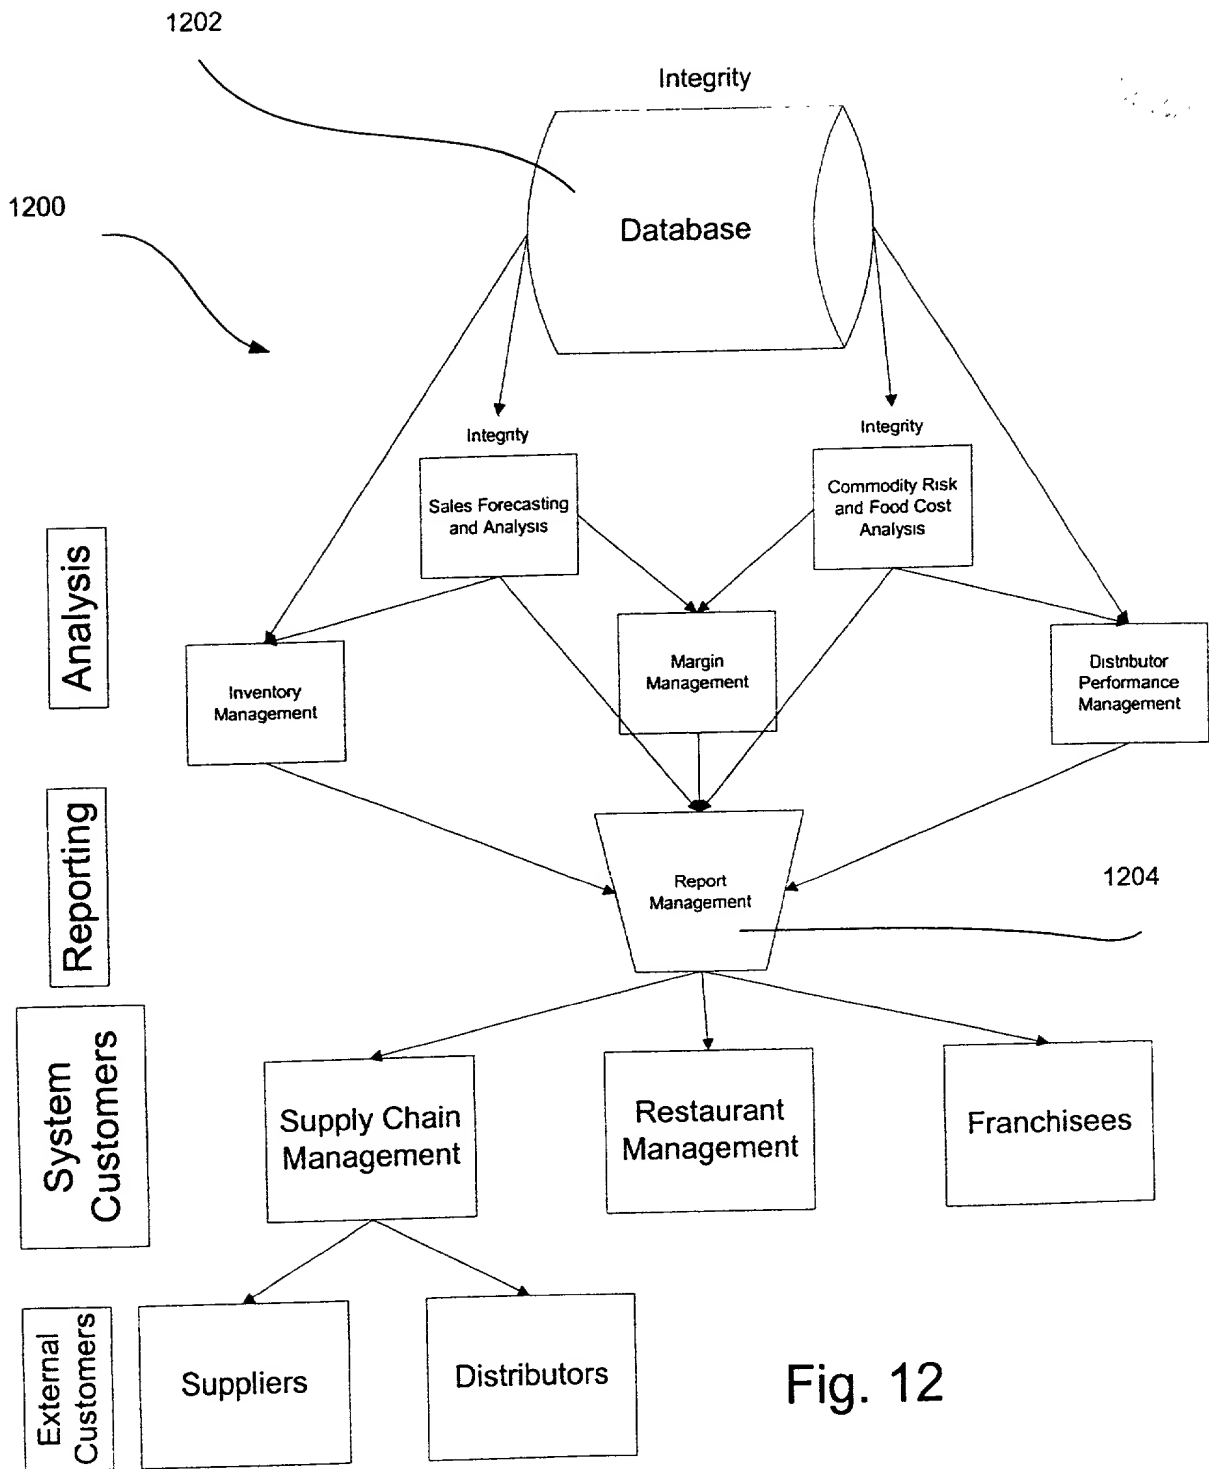 1202
Integrity
1200
Database
Integrity
Integrity
Sales Forecasting
and Analysis
Commodity Risk
and Food Cost
Analysis
Analysis
Inventory
Management
Margin
Management
Distributor
Performance
Management
Reporting
Report
Management
1204
System
Customers
Supply Chain
Management
Restaurant
Management
Franchisees
External
Customers
Suppliers
Distributors
Fig. 12